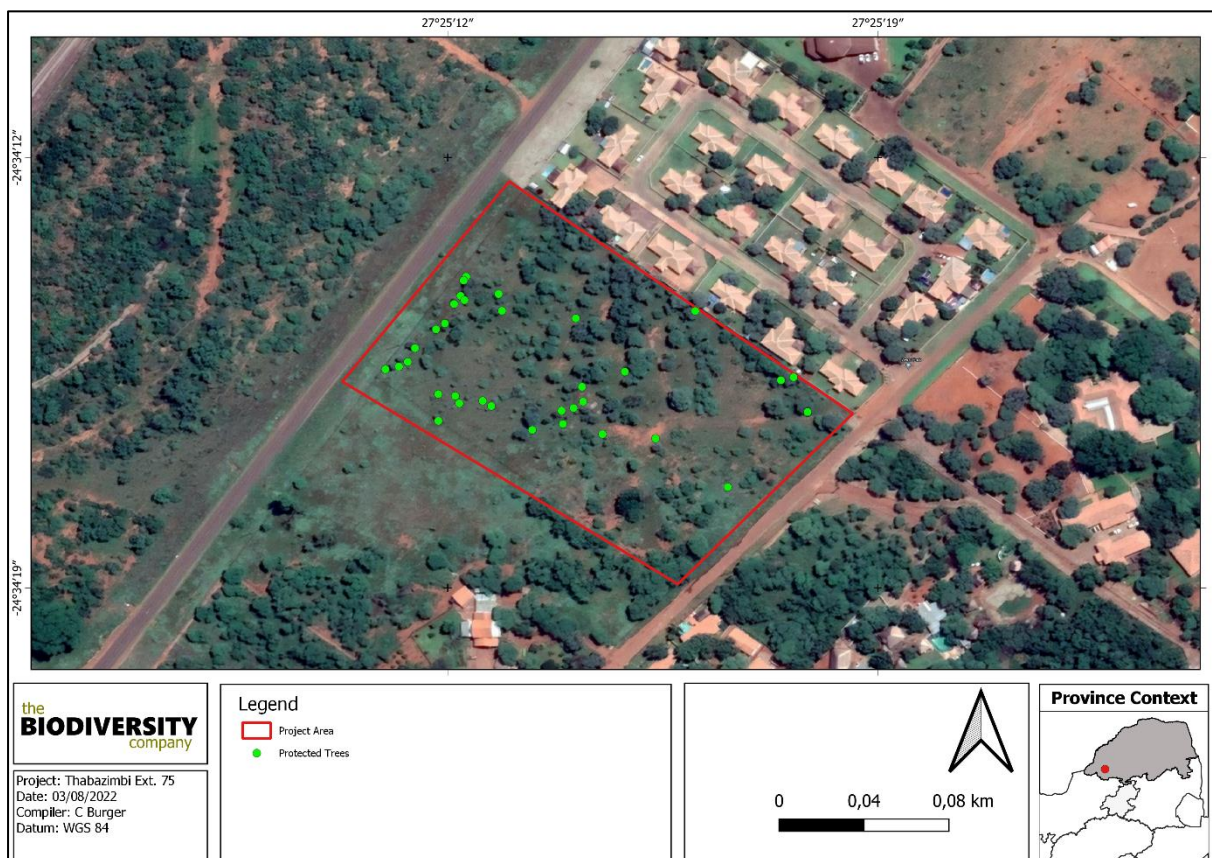 27°25′12″ 27°25′19″
-24°34′12″
-24°34′19″
the
BIODIVERSITY
company
Project: Thabazimbi Ext. 75
Date: 03/08/2022
Compiler: C Burger
Datum: WGS 84
Legend
Project Area
Protected Trees
0 0,04 0,08 km
Province Context